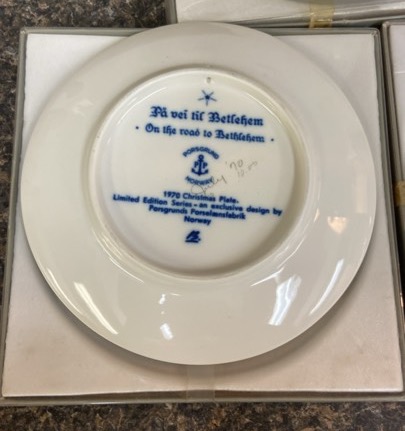 På vei til Betlehem
· On the road to Bethlehem ·
PORSGRUND
NORWAY
'70
1970 Christmas Plate.
Limited Edition Series - an exclusive design by
Porsgrunds Porselænsfabrik
Norway